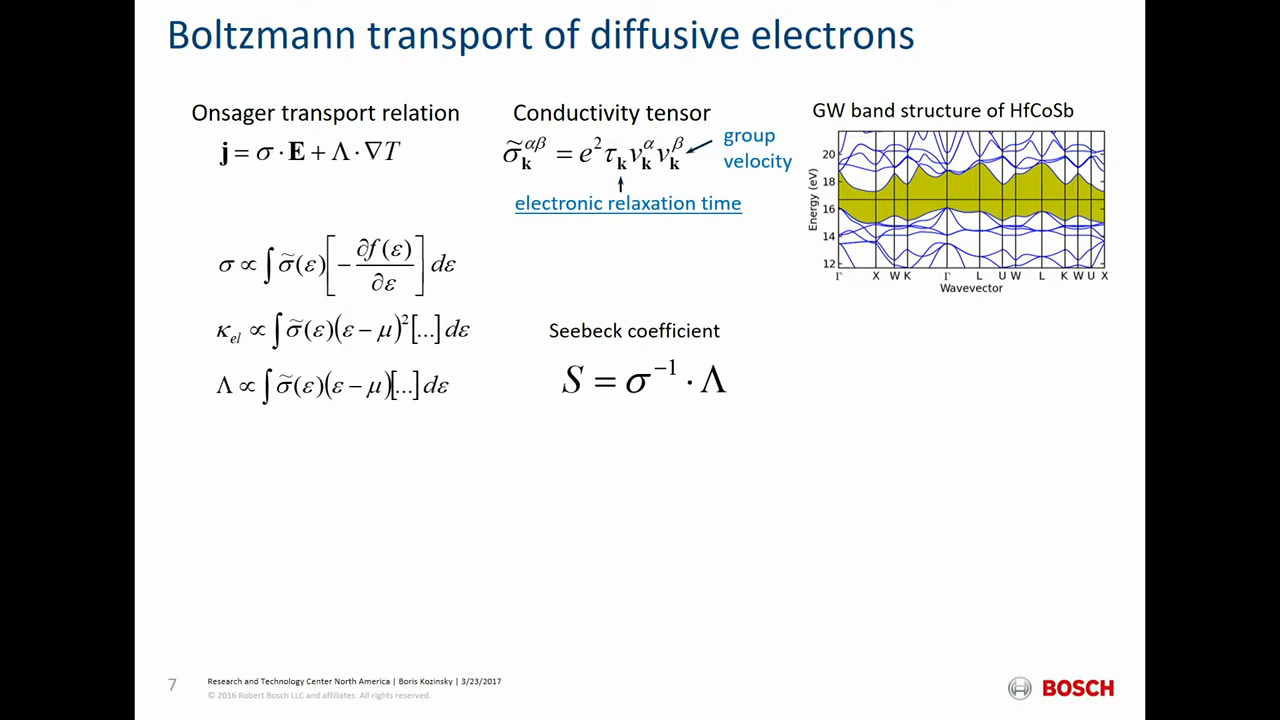 Boltzmann transport of diffusive electrons
Onsager transport relation
j = σ · E + Λ · ∇T
σ ∝ ∫ σ̃(ε) [ − ∂f(ε) / ∂ε ] dε
κ_el ∝ ∫ σ̃(ε)(ε − μ)² [...] dε
Λ ∝ ∫ σ̃(ε)(ε − μ)[...] dε
Conductivity tensor
σ̃_k^{αβ} = e² τ_k v_k^α v_k^β
group
velocity
electronic relaxation time
Seebeck coefficient
S = σ⁻¹ · Λ
GW band structure of HfCoSb
Energy (eV)
20
18
16
14
12
Γ X W K Γ L U W L K W U X
Wavevector
7
Research and Technology Center North America | Boris Kozinsky | 3/23/2017
© 2016 Robert Bosch LLC and affiliates. All rights reserved.
BOSCH